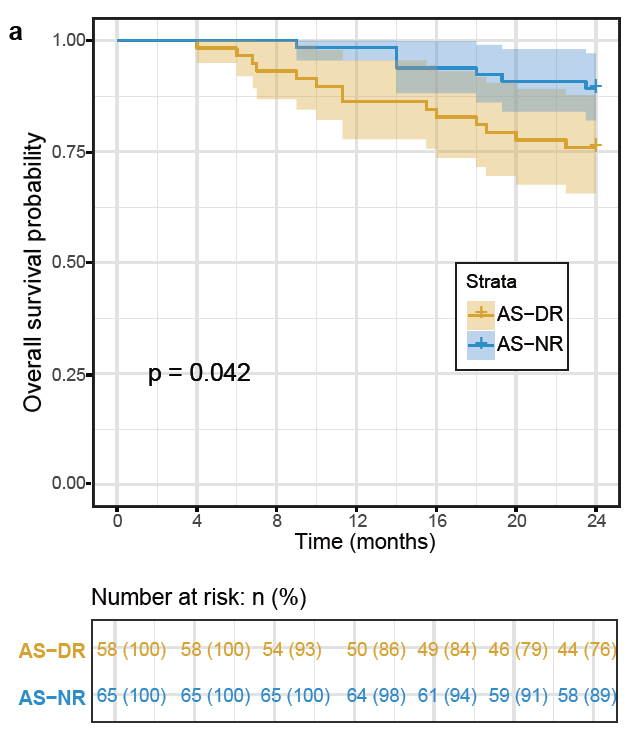 a
Overall survival probability
1.00
0.75
0.50
0.25
0.00
p = 0.042
Strata
AS−DR
AS−NR
0 4 8 12 16 20 24
Time (months)
Number at risk: n (%)
AS−DR 58 (100) 58 (100) 54 (93) 50 (86) 49 (84) 46 (79) 44 (76)
AS−NR 65 (100) 65 (100) 65 (100) 64 (98) 61 (94) 59 (91) 58 (89)